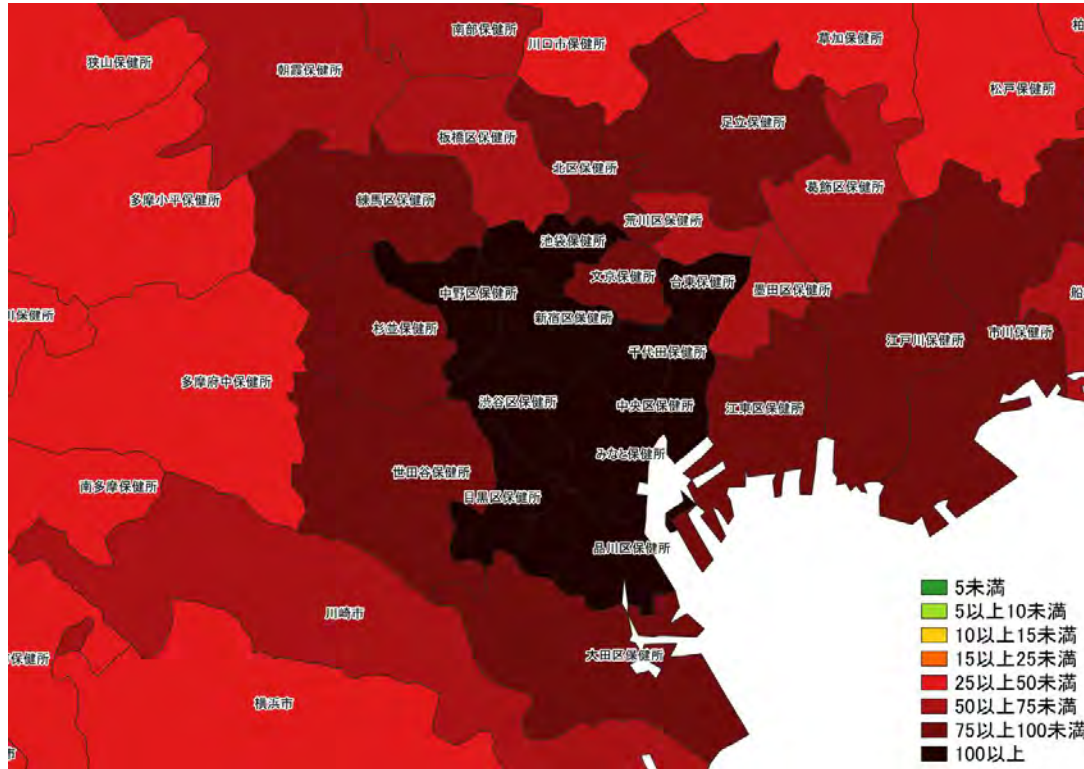 南部保健所
川口市保健所
草加保健所
柏
狭山保健所
朝霞保健所
松戸保健所
板橋区保健所
足立保健所
北区保健所
多摩小平保健所
練馬区保健所
葛飾区保健所
荒川区保健所
池袋保健所
文京保健所
台東保健所
中野区保健所
墨田区保健所
船
川保健所
杉並保健所
新宿区保健所
江戸川保健所
市川保健所
千代田保健所
多摩府中保健所
渋谷区保健所
中央区保健所
江東区保健所
みなと保健所
世田谷保健所
南多摩保健所
目黒区保健所
品川区保健所
川崎市
保健所
大田区保健所
横浜市
市
5未満
5以上10未満
10以上15未満
15以上25未満
25以上50未満
50以上75未満
75以上100未満
100以上